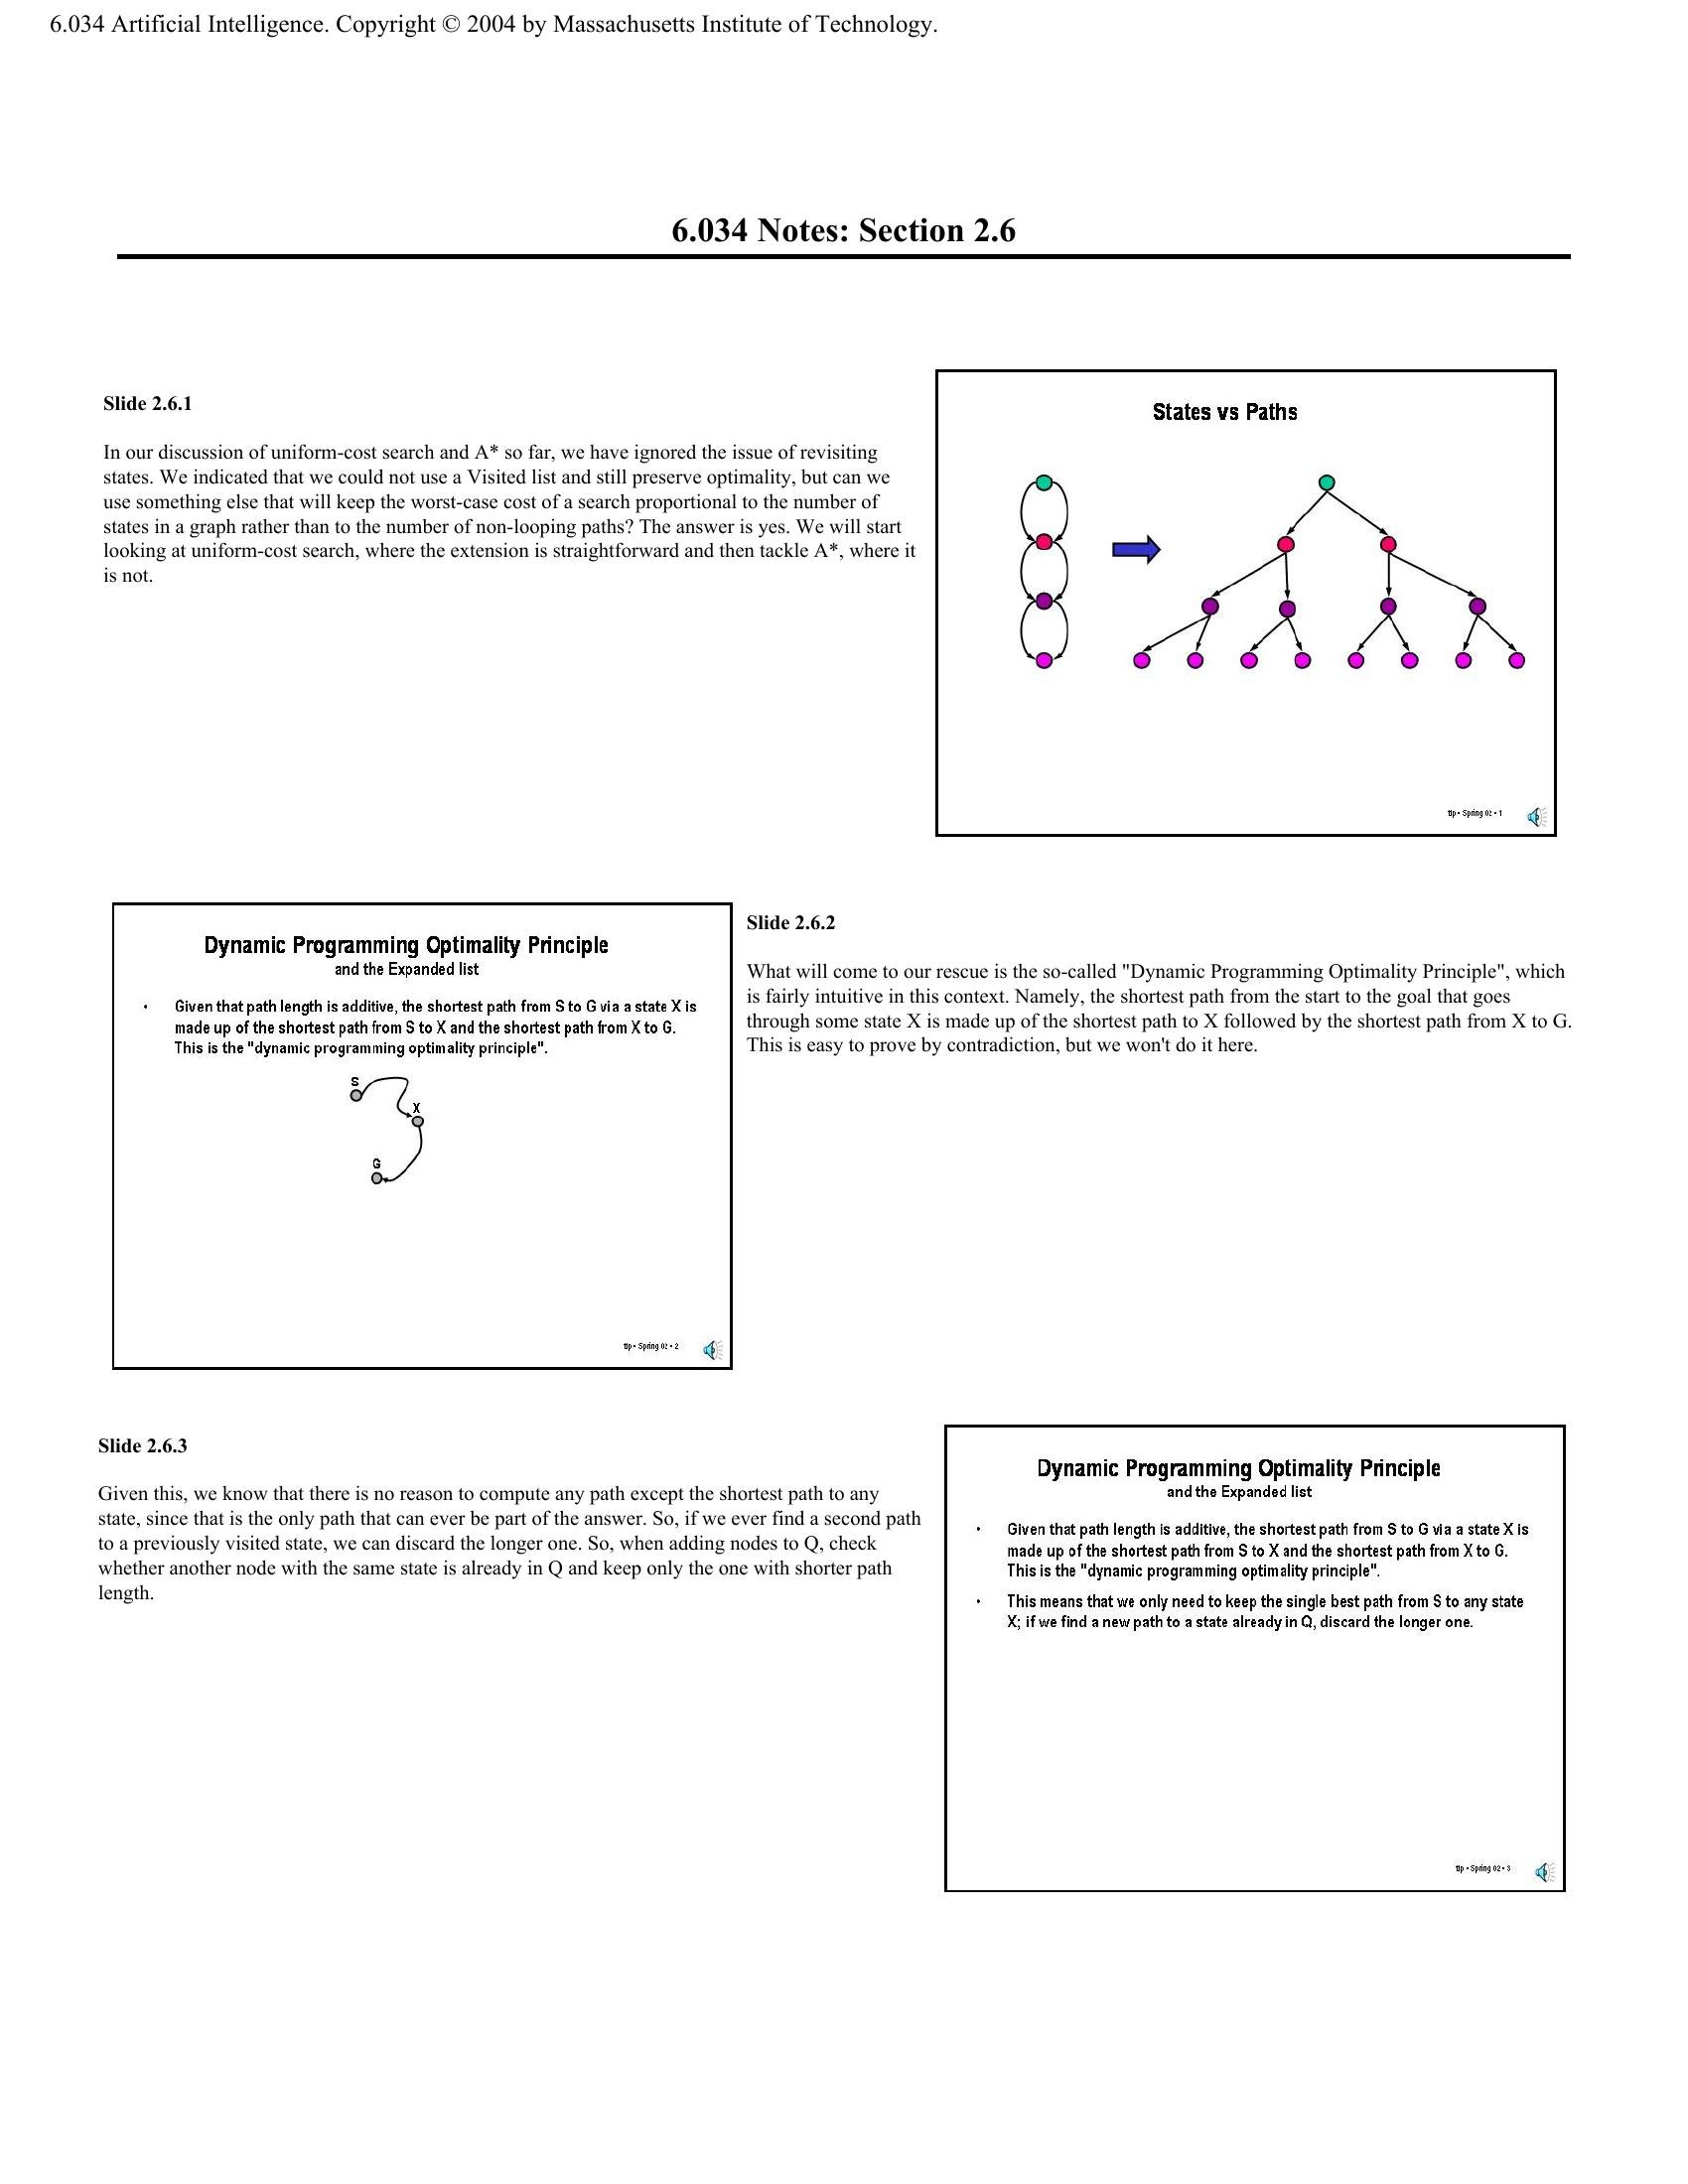 6.034 Artificial Intelligence. Copyright © 2004 by Massachusetts Institute of Technology.
6.034 Notes: Section 2.6
Slide 2.6.1
In our discussion of uniform-cost search and A* so far, we have ignored the issue of revisiting
states. We indicated that we could not use a Visited list and still preserve optimality, but can we
use something else that will keep the worst-case cost of a search proportional to the number of
states in a graph rather than to the number of non-looping paths? The answer is yes. We will start
looking at uniform-cost search, where the extension is straightforward and then tackle A*, where it
is not.
States vs Paths
tlp • Spring 02 • 1
Dynamic Programming Optimality Principle
and the Expanded list
• Given that path length is additive, the shortest path from S to G via a state X is
made up of the shortest path from S to X and the shortest path from X to G.
This is the "dynamic programming optimality principle".
S
X
G
tlp • Spring 02 • 2
Slide 2.6.2
What will come to our rescue is the so-called "Dynamic Programming Optimality Principle", which
is fairly intuitive in this context. Namely, the shortest path from the start to the goal that goes
through some state X is made up of the shortest path to X followed by the shortest path from X to G.
This is easy to prove by contradiction, but we won't do it here.
Slide 2.6.3
Given this, we know that there is no reason to compute any path except the shortest path to any
state, since that is the only path that can ever be part of the answer. So, if we ever find a second path
to a previously visited state, we can discard the longer one. So, when adding nodes to Q, check
whether another node with the same state is already in Q and keep only the one with shorter path
length.
Dynamic Programming Optimality Principle
and the Expanded list
• Given that path length is additive, the shortest path from S to G via a state X is
made up of the shortest path from S to X and the shortest path from X to G.
This is the "dynamic programming optimality principle".
• This means that we only need to keep the single best path from S to any state
X; if we find a new path to a state already in Q, discard the longer one.
tlp • Spring 02 • 3